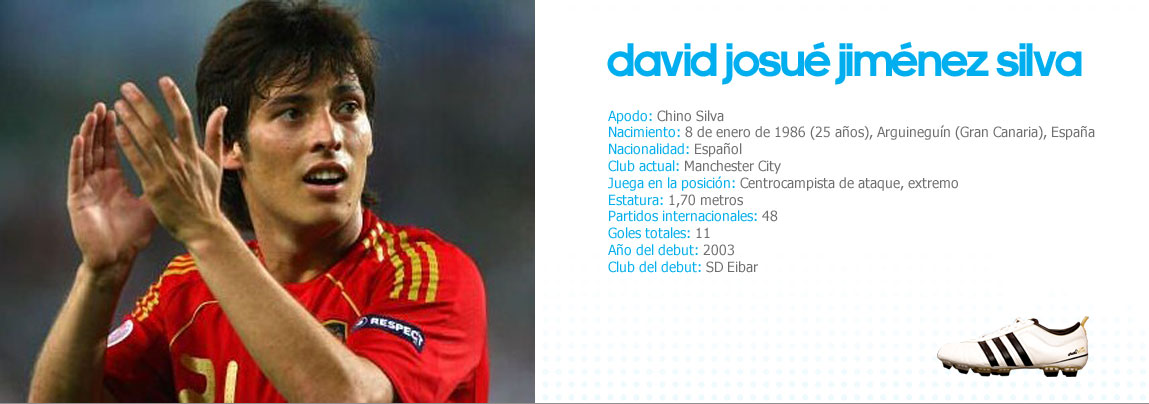 david josué jiménez silva
Apodo: Chino Silva
Nacimiento: 8 de enero de 1986 (25 años), Arguineguín (Gran Canaria), España
Nacionalidad: Español
Club actual: Manchester City
Juega en la posición: Centrocampista de ataque, extremo
Estatura: 1,70 metros
Partidos internacionales: 48
Goles totales: 11
Año del debut: 2003
Club del debut: SD Eibar
RESPECT
21